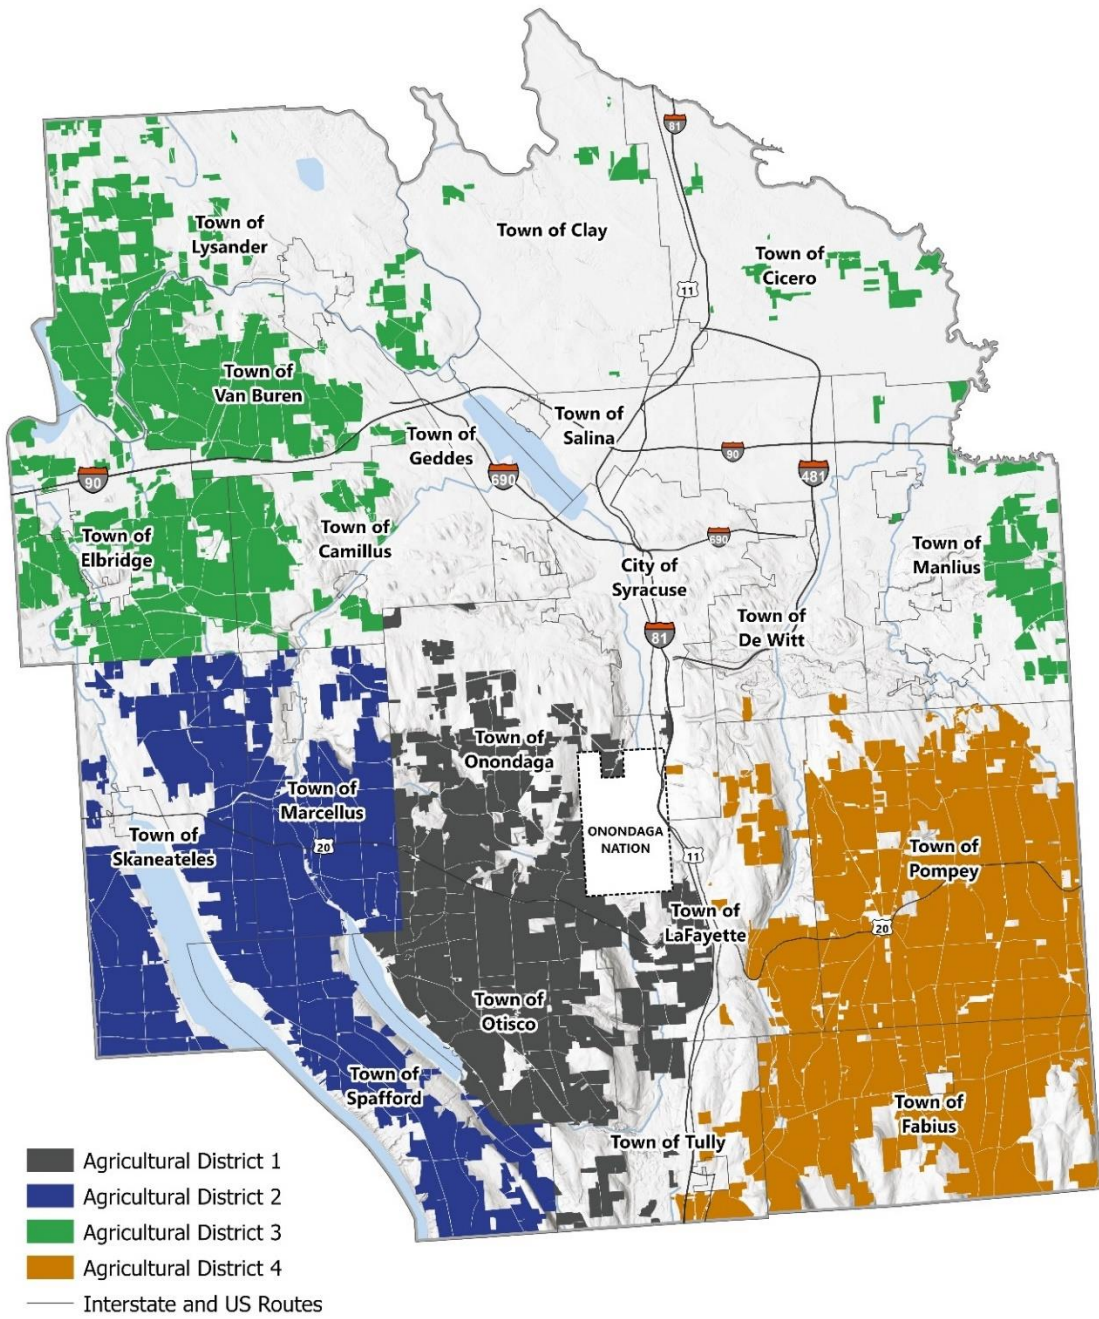 81
Town of
Lysander
Town of Clay
Town of
Cicero
11
Town of
Van Buren
Town of
Salina
Town of
Geddes
90
690
90
481
Town of
Elbridge
Town of
Camillus
690
Town of
Manlius
City of
Syracuse
Town of
De Witt
81
Town of
Onondaga
Town of
Marcellus
Town of
Skaneateles
20
ONONDAGA
NATION
11
Town of
Pompey
Town of
LaFayette
20
Town of
Otisco
Town of
Spafford
Town of
Fabius
Town of Tully
Agricultural District 1
Agricultural District 2
Agricultural District 3
Agricultural District 4
Interstate and US Routes